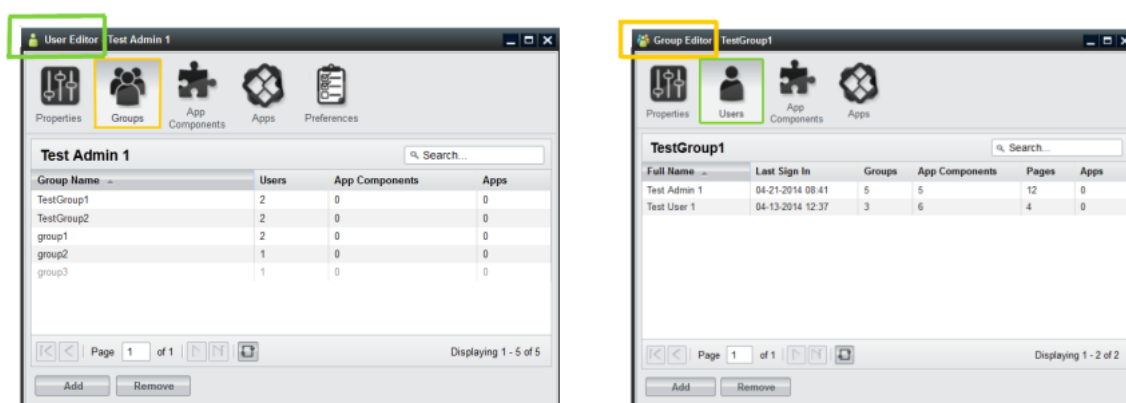 User Editor - Test Admin 1
Properties Groups App Components Apps Preferences
Test Admin 1 Search...
Group Name Users App Components Apps
TestGroup1 2 0 0
TestGroup2 2 0 0
group1 2 0 0
group2 1 0 0
group3 1 0 0
Page 1 of 1 Displaying 1 - 5 of 5
Add Remove
Group Editor - TestGroup1
Properties Users App Components Apps
TestGroup1 Search...
Full Name Last Sign In Groups App Components Pages Apps
Test Admin 1 04-21-2014 08:41 5 5 12 0
Test User 1 04-13-2014 12:37 3 6 4 0
Page 1 of 1 Displaying 1 - 2 of 2
Add Remove